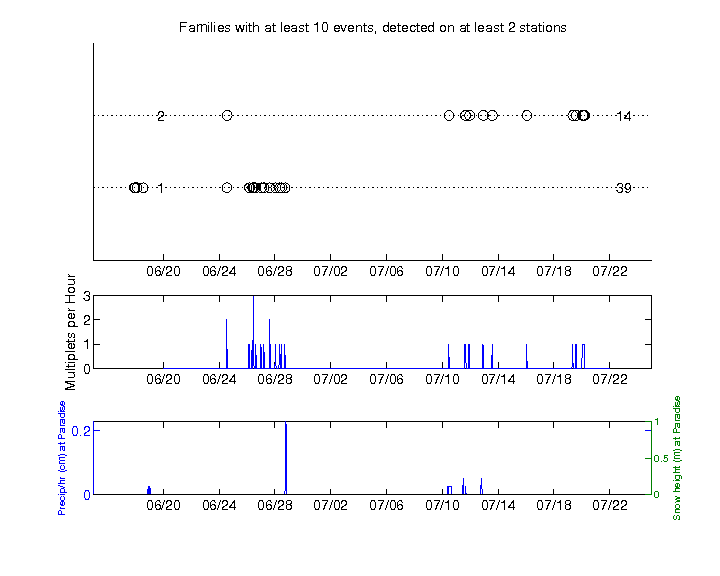 Families with at least 10 events, detected on at least 2 stations
2 14
1 39
06/20 06/24 06/28 07/02 07/06 07/10 07/14 07/18 07/22
Multiplets per Hour
3
2
1
0
06/20 06/24 06/28 07/02 07/06 07/10 07/14 07/18 07/22
Precip/hr (cm) at Paradise
0.2
0
1
0.5
0
Snow height (m) at Paradise
06/20 06/24 06/28 07/02 07/06 07/10 07/14 07/18 07/22